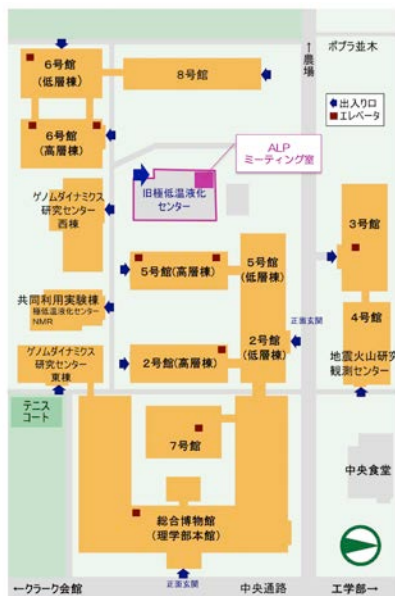 6号館
(低層棟)
8号館
↑農場
ポプラ並木
出入り口
エレベータ
6号館
(高層棟)
ALP
ミーティング室
ゲノムダイナミクス
研究センター
西棟
旧極低温液化
センター
3号館
5号館(高層棟)
5号館
(低層棟)
共同利用実験棟
極低温液化センター
NMR
正面玄関
4号館
2号館
(低層棟)
地震火山研究
観測センター
ゲノムダイナミクス
研究センター
東棟
2号館(高層棟)
テニス
コート
7号館
中央食堂
総合博物館
(理学部本館)
←クラーク会館
正面玄関
中央通路
工学部→